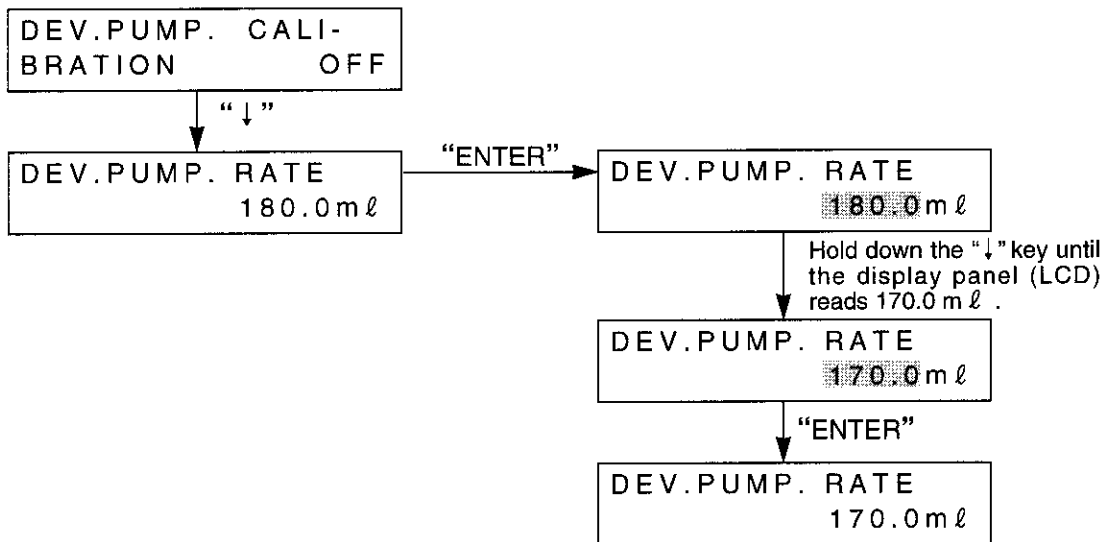 DEV.PUMP. CALI-
BRATION OFF
“↓”
DEV.PUMP. RATE
180.0mℓ
“ENTER”
DEV.PUMP. RATE
180.0mℓ
Hold down the “↓” key until
the display panel (LCD)
reads 170.0 mℓ .
DEV.PUMP. RATE
170.0mℓ
“ENTER”
DEV.PUMP. RATE
170.0mℓ